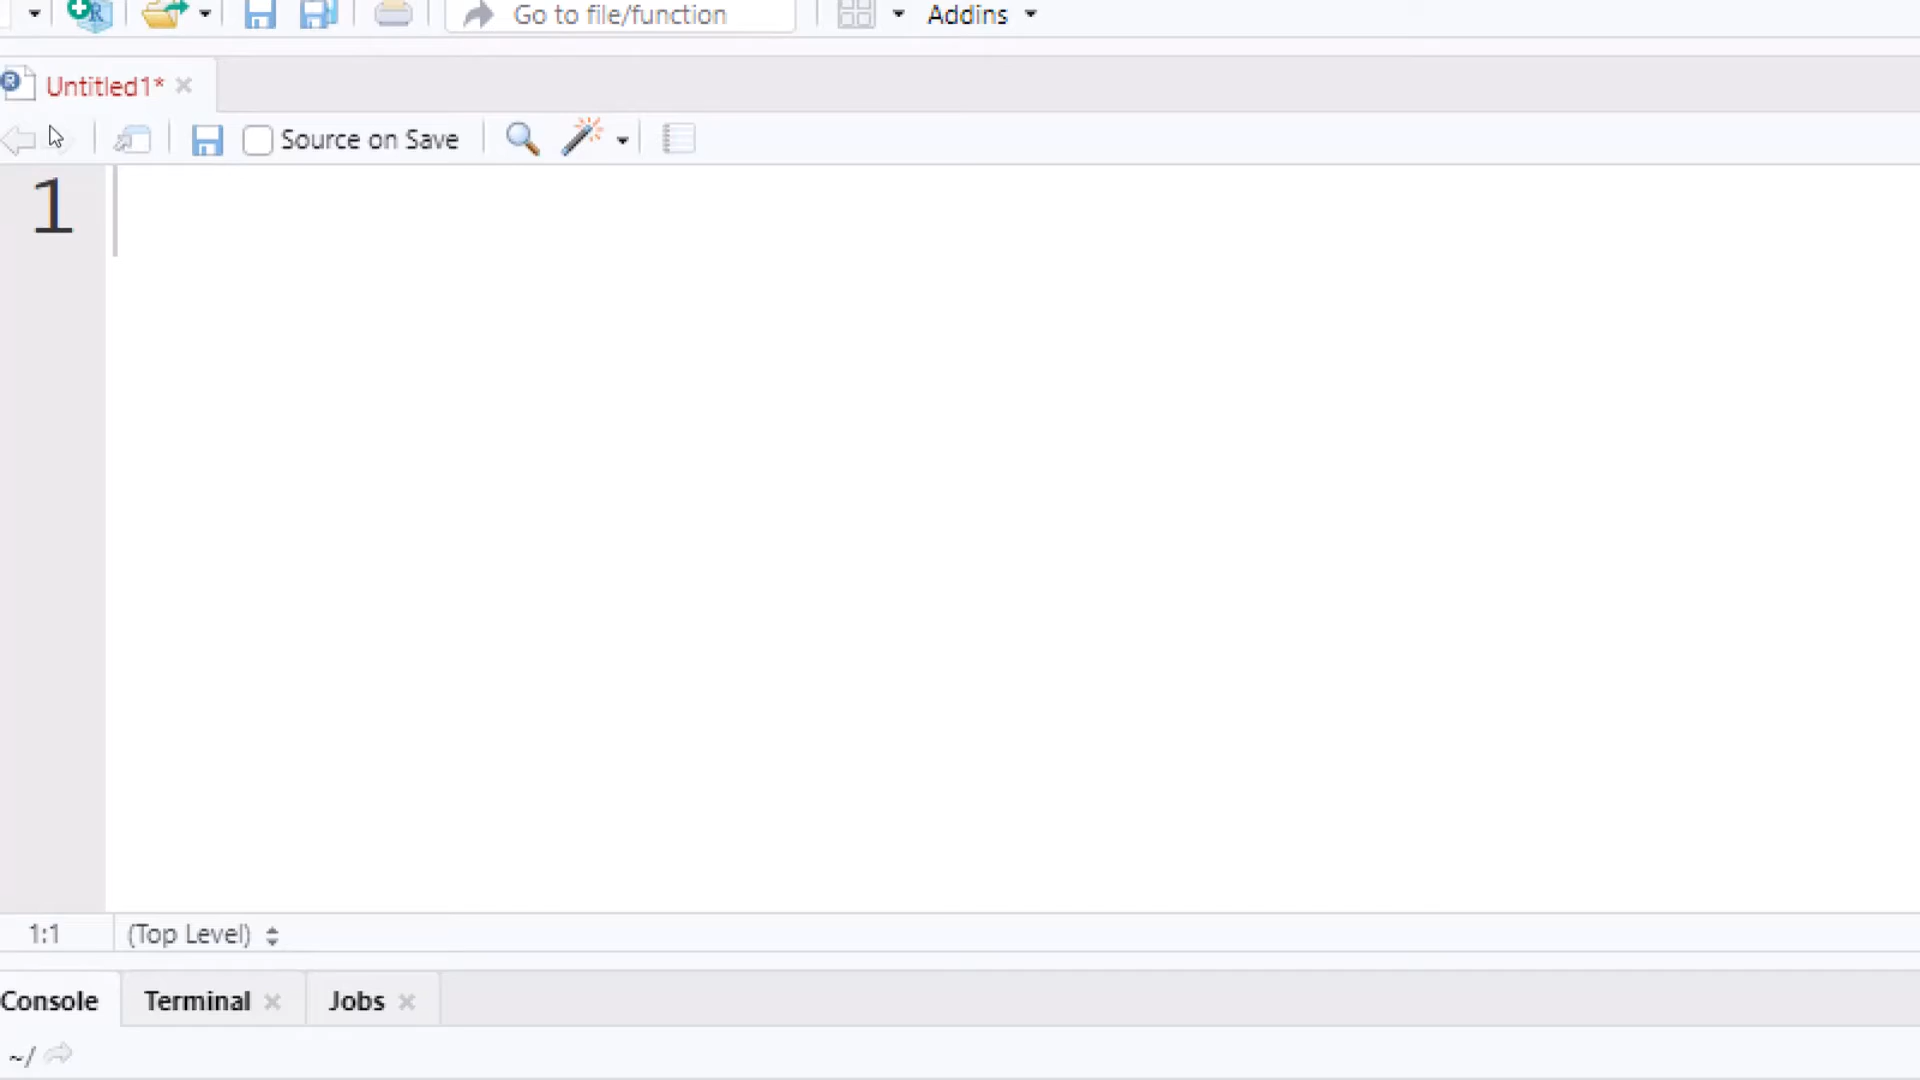 Go to file/function Addins
Untitled1*
Source on Save
1
1:1 (Top Level)
Console Terminal Jobs
~/